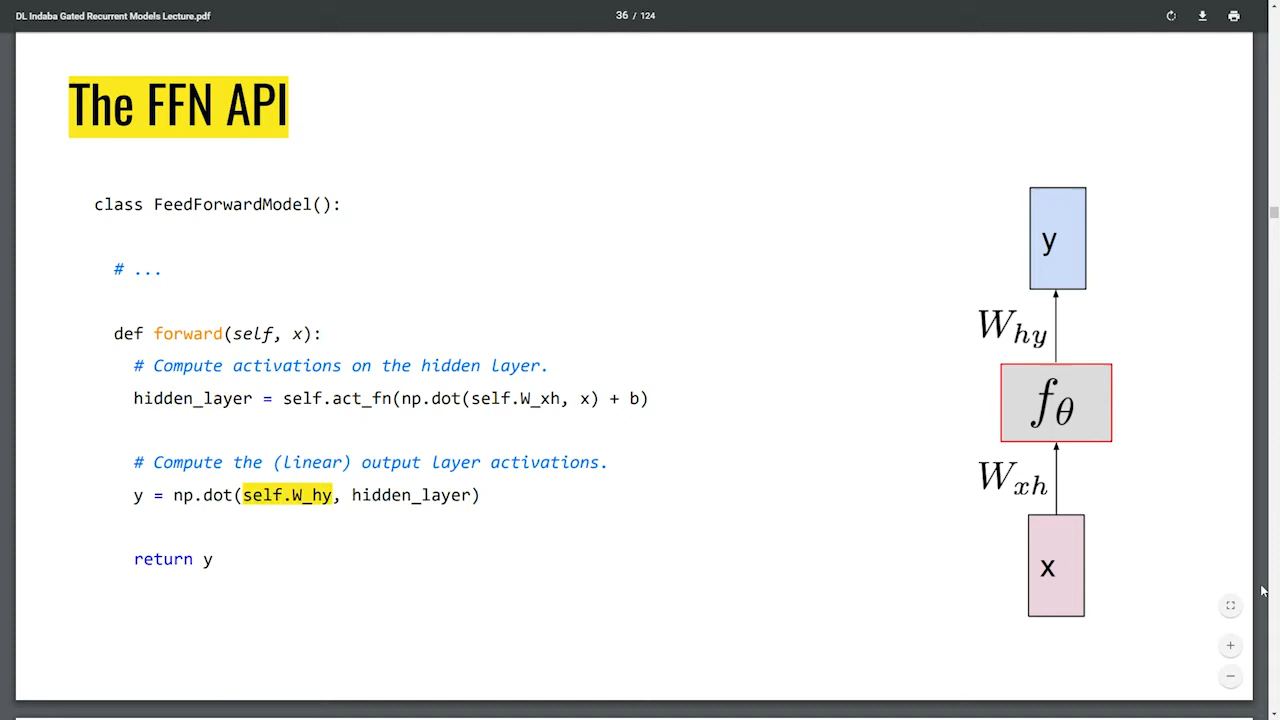 DL Indaba Gated Recurrent Models Lecture.pdf
36 / 124
The FFN API
class FeedForwardModel():
# ...
def forward(self, x):
# Compute activations on the hidden layer.
hidden_layer = self.act_fn(np.dot(self.W_xh, x) + b)
# Compute the (linear) output layer activations.
y = np.dot(self.W_hy, hidden_layer)
return y
y
W_hy
f_θ
W_xh
x